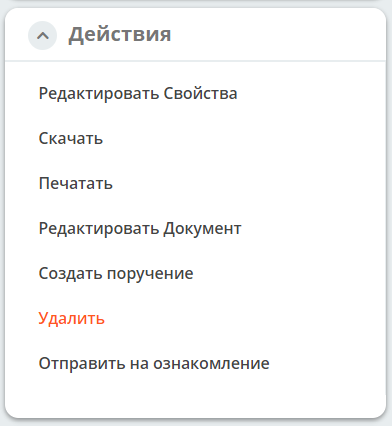 Действия
Редактировать Свойства
Скачать
Печатать
Редактировать Документ
Создать поручение
Удалить
Отправить на ознакомление